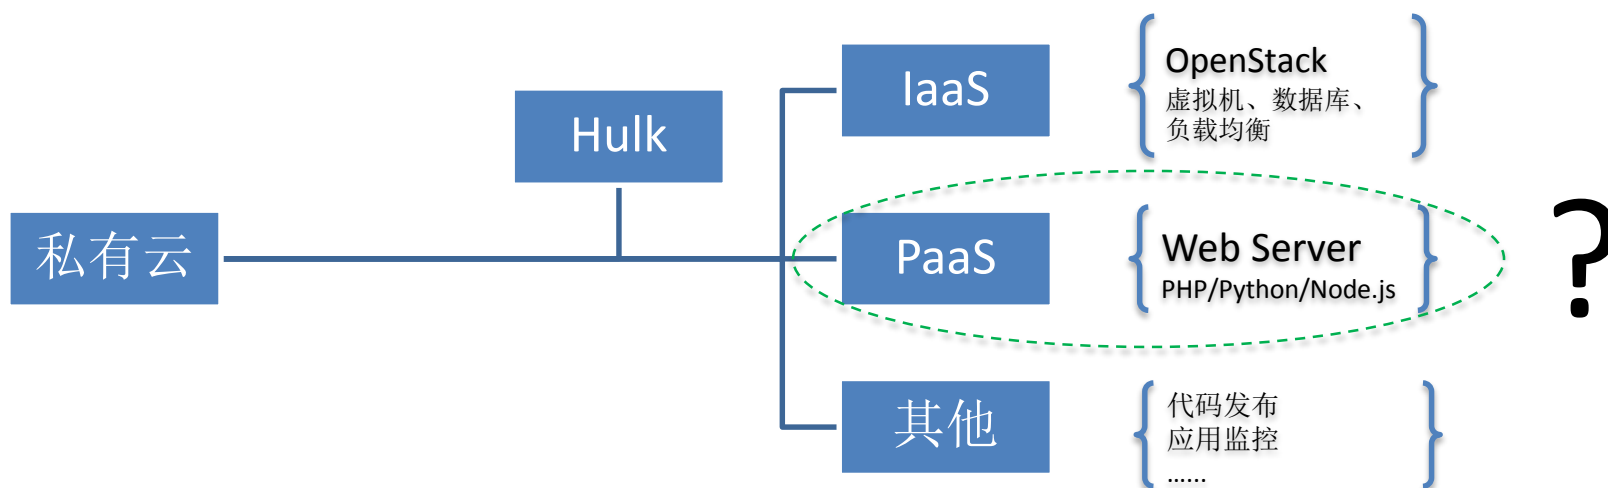 私有云
Hulk
IaaS
OpenStack
虚拟机、数据库、
负载均衡
PaaS
Web Server
PHP/Python/Node.js
?
其他
代码发布
应用监控
......